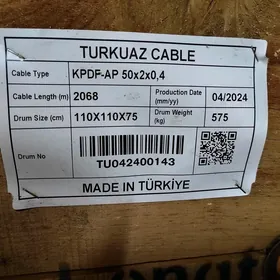 TURKUAZ CABLE
Cable Type KPDF-AP 50x2x0,4
Cable Length (m) 2068 Production Date (mm/yy) 04/2024
Drum Size (cm) 110X110X75 Drum Weight (kg) 575
Drum No TU042400143
MADE IN TÜRKİYE